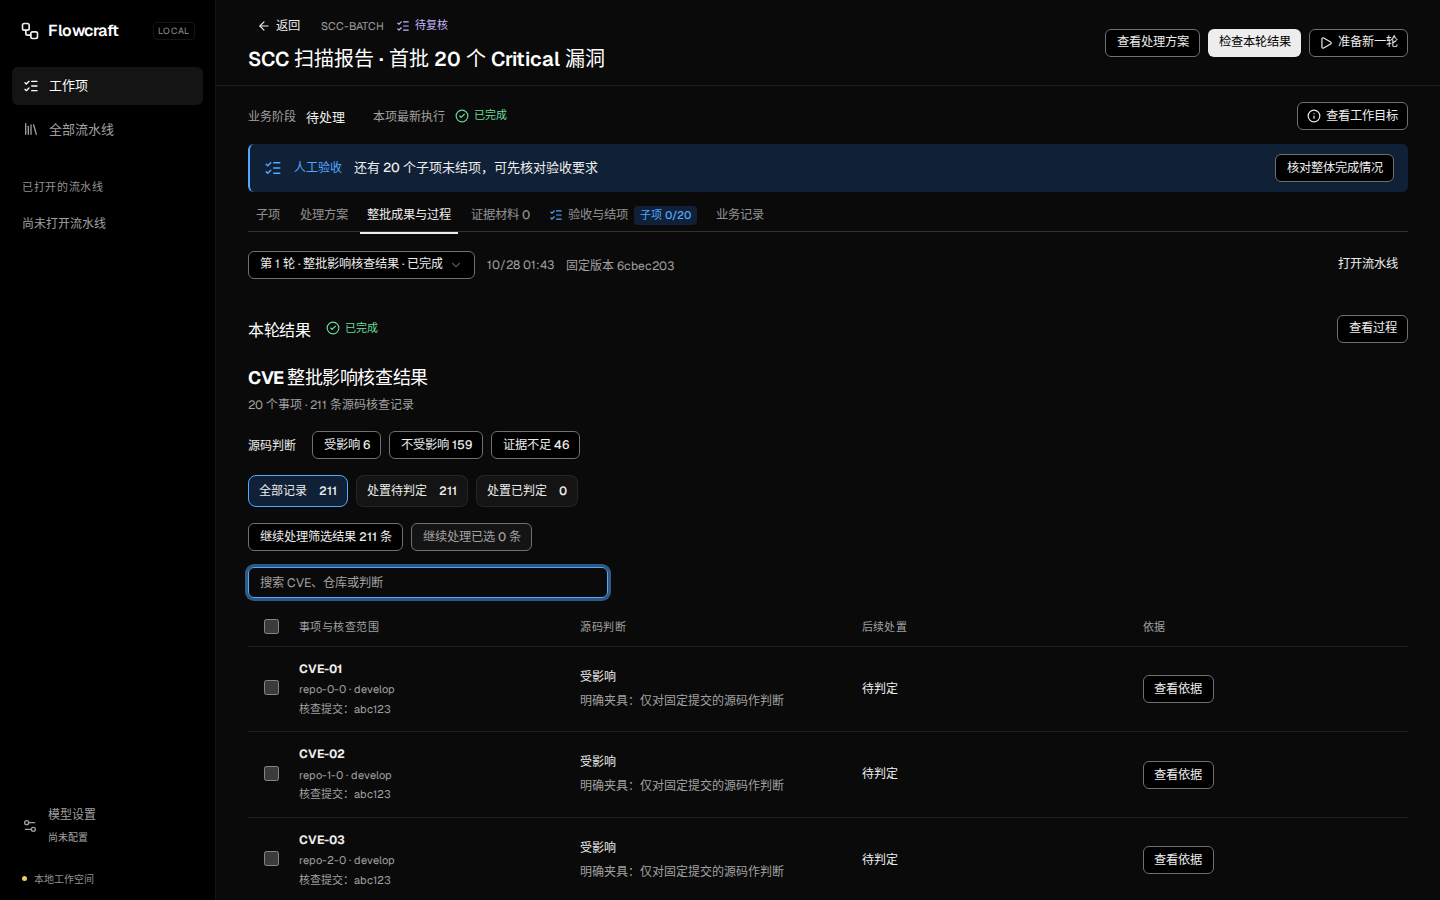 Flowcraft
LOCAL
工作项
全部流水线
已打开的流水线
尚未打开流水线
模型设置
尚未配置
本地工作空间
返回
SCC-BATCH
待复核
SCC 扫描报告 · 首批 20 个 Critical 漏洞
查看处理方案
检查本轮结果
准备新一轮
业务阶段 待处理
本项最新执行 已完成
查看工作目标
人工验收 还有 20 个子项未结项，可先核对验收要求
核对整体完成情况
子项
处理方案
整批成果与过程
证据材料 0
验收与结项 子项 0/20
业务记录
第 1 轮 · 整批影响核查结果 · 已完成
10/28 01:43
固定版本 6cbec203
打开流水线
本轮结果 已完成
查看过程
CVE 整批影响核查结果
20 个事项 · 211 条源码核查记录
源码判断
受影响 6
不受影响 159
证据不足 46
全部记录 211
处置待判定 211
处置已判定 0
继续处理筛选结果 211 条
继续处理已选 0 条
搜索 CVE、仓库或判断
事项与核查范围
源码判断
后续处置
依据
CVE-01
repo-0-0 · develop
核查提交：abc123
受影响
明确夹具：仅对固定提交的源码作判断
待判定
查看依据
CVE-02
repo-1-0 · develop
核查提交：abc123
受影响
明确夹具：仅对固定提交的源码作判断
待判定
查看依据
CVE-03
repo-2-0 · develop
核查提交：abc123
受影响
明确夹具：仅对固定提交的源码作判断
待判定
查看依据